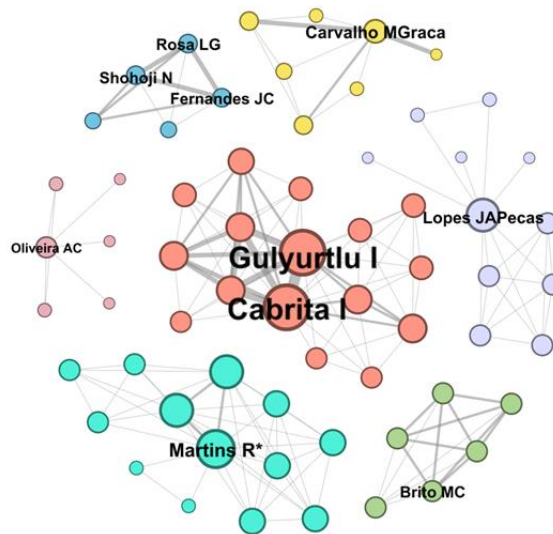 Carvalho MGraca
Rosa LG
Shohoji N
Fernandes JC
Lopes JAPecas
Oliveira AC
Gulyurtlu I
Cabrita I
Martins R*
Brito MC